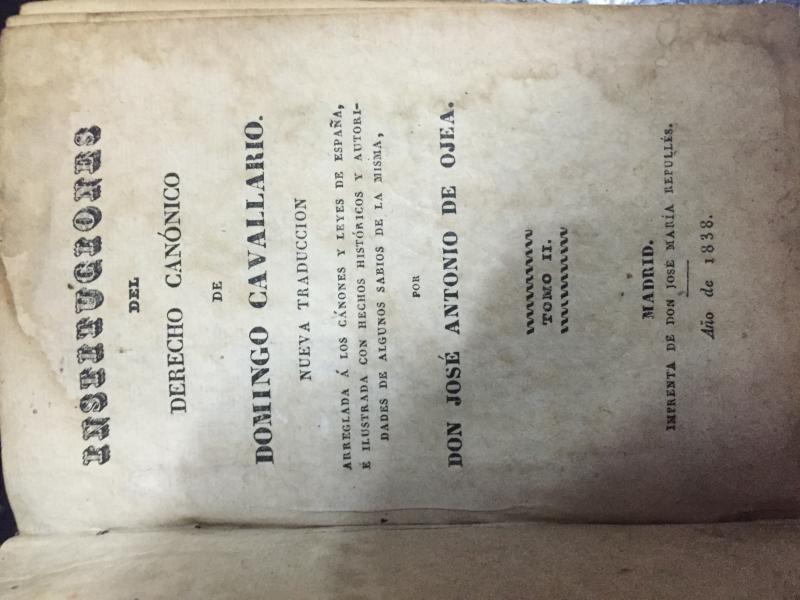 INSTITUCIONES
DEL
DERECHO CANÓNICO
DE
DOMINGO CAVALLARIO.
NUEVA TRADUCCION
ARREGLADA Á LOS CÁNONES Y LEYES DE ESPAÑA,
É ILUSTRADA CON HECHOS HISTÓRICOS Y AUTORI-
DADES DE ALGUNOS SABIOS DE LA MISMA,
POR
DON JOSÉ ANTONIO DE OJEA.
TOMO II.
MADRID.
IMPRENTA DE DON JOSÉ MARÍA REPULLÉS.
Año de 1838.